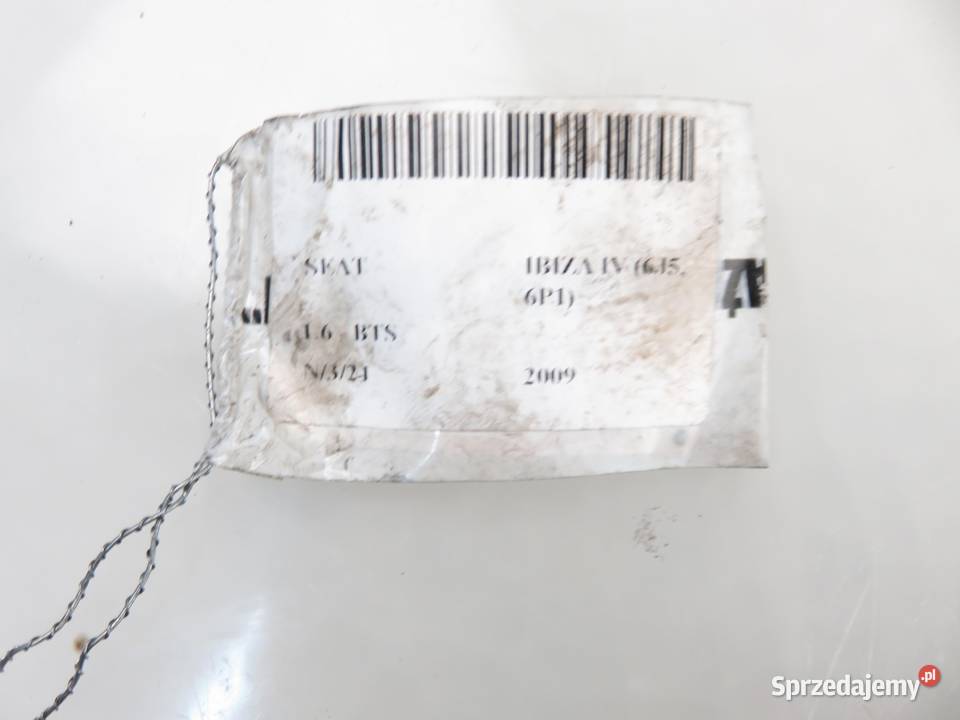 SEAT
IBIZA IV (6J5,
6P1)
1.6 BTS
N/3/24
2009
Sprzedajemy.pl